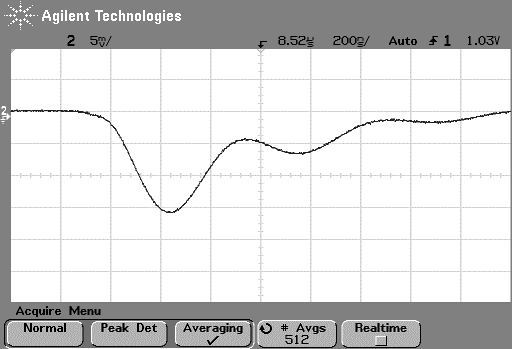 Agilent Technologies
2 5m/ 8.52 200 / Auto 1 1.03V
2
Acquire Menu
Normal Peak Det Averaging # Avgs Realtime
512